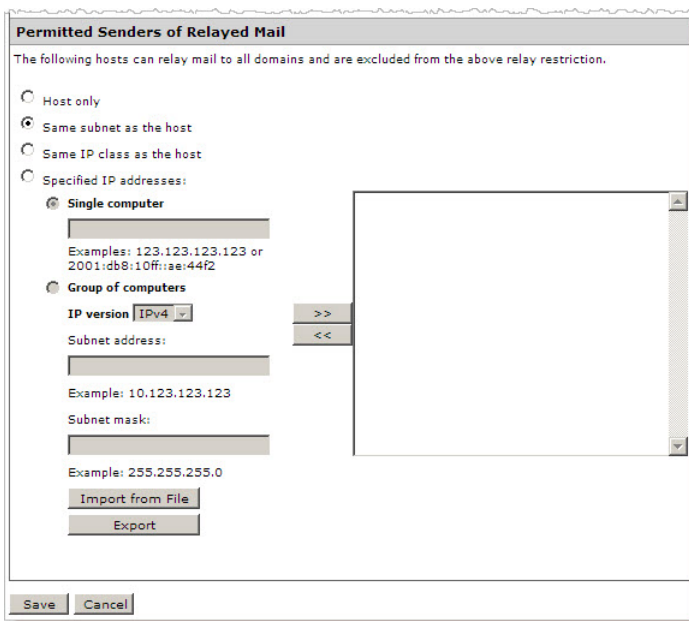 Permitted Senders of Relayed Mail
The following hosts can relay mail to all domains and are excluded from the above relay restriction.
Host only
Same subnet as the host
Same IP class as the host
Specified IP addresses:
Single computer
Examples: 123.123.123.123 or
2001:db8:10ff::ae:44f2
Group of computers
IP version IPv4
>>
<<
Subnet address:
Example: 10.123.123.123
Subnet mask:
Example: 255.255.255.0
Import from File
Export
Save Cancel